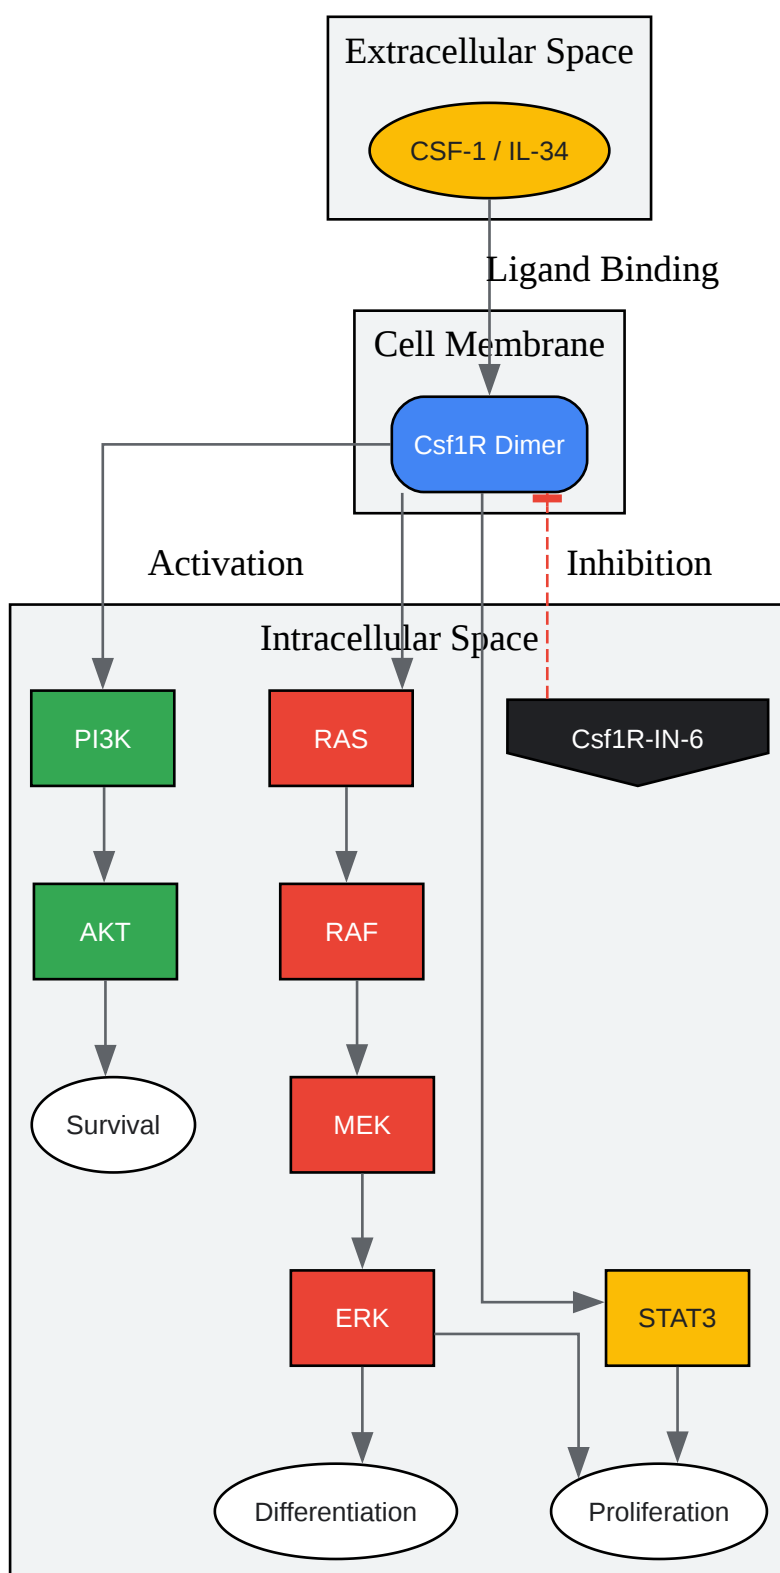 Extracellular Space
CSF-1 / IL-34
Ligand Binding
Cell Membrane
Csf1R Dimer
Activation
Inhibition
Intracellular Space
PI3K
RAS
Csf1R-IN-6
AKT
RAF
Survival
MEK
ERK
STAT3
Differentiation
Proliferation